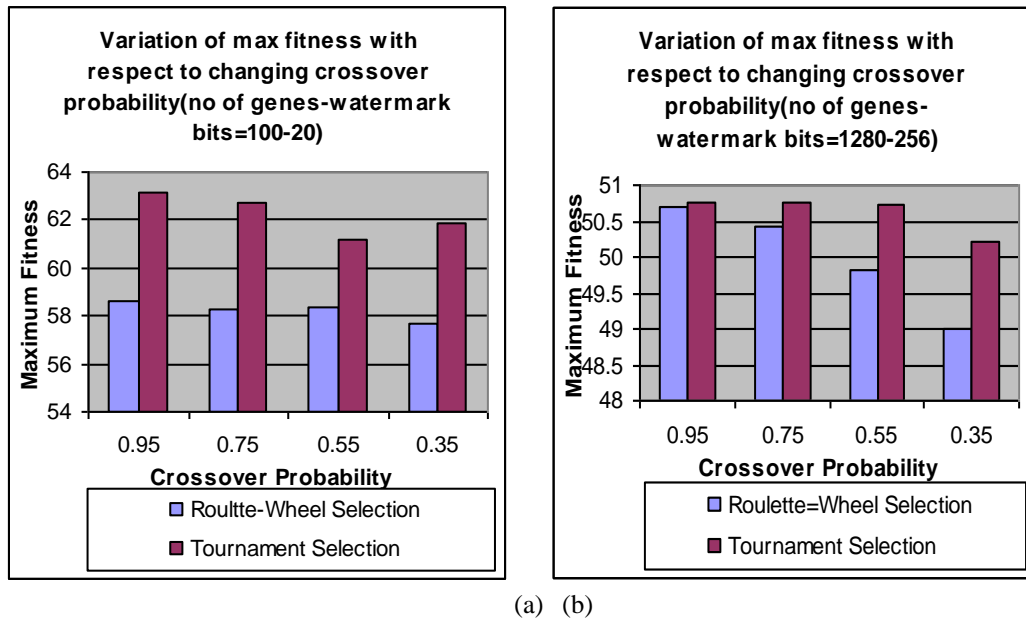 Variation of max fitness with
respect to changing crossover
probability(no of genes-watermark
bits=100-20)
Maximum Fitness
64
62
60
58
56
54
0.95 0.75 0.55 0.35
Crossover Probability
Roultte-Wheel Selection
Tournament Selection
Variation of max fitness with
respect to changing crossover
probability(no of genes-
watermark bits=1280-256)
Maximum Fitness
51
50.5
50
49.5
49
48.5
48
0.95 0.75 0.55 0.35
Crossover Probability
Roulette=Wheel Selection
Tournament Selection
(a) (b)